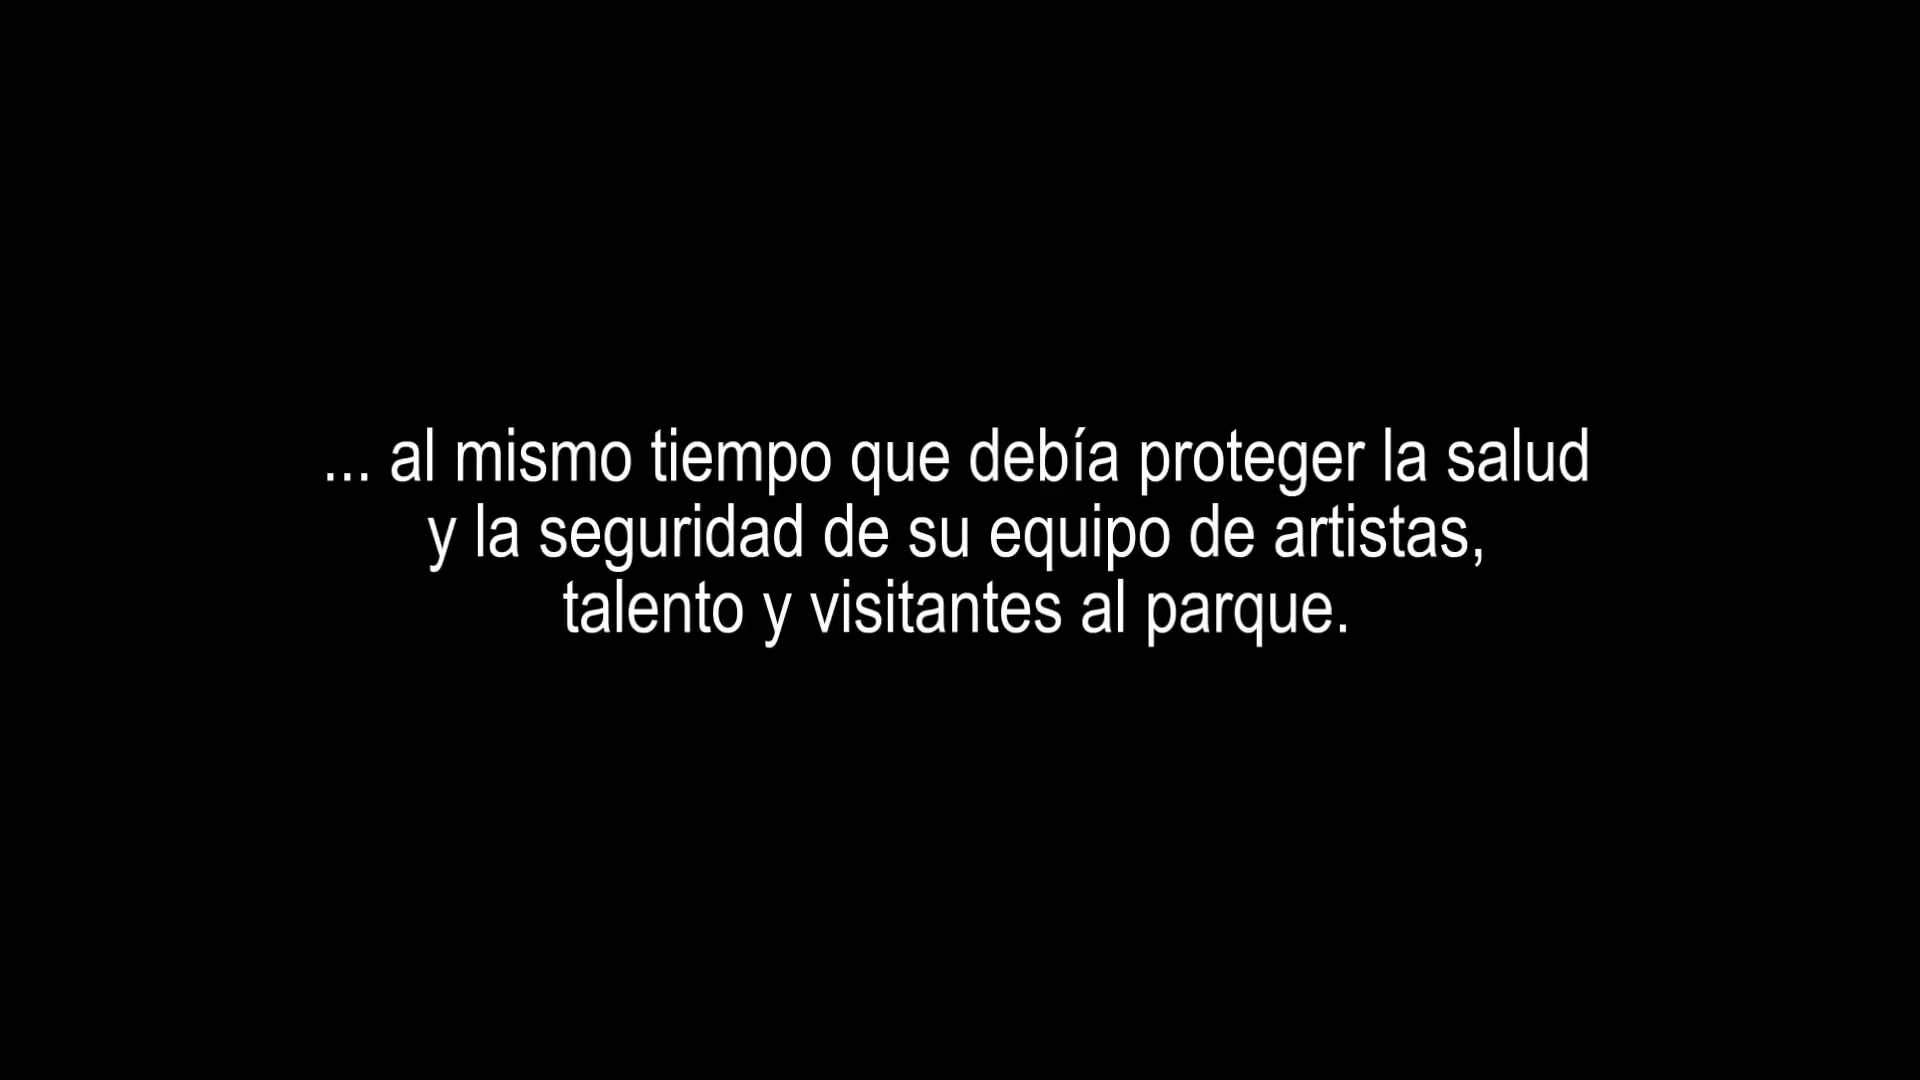 ... al mismo tiempo que debía proteger la salud
y la seguridad de su equipo de artistas,
talento y visitantes al parque.